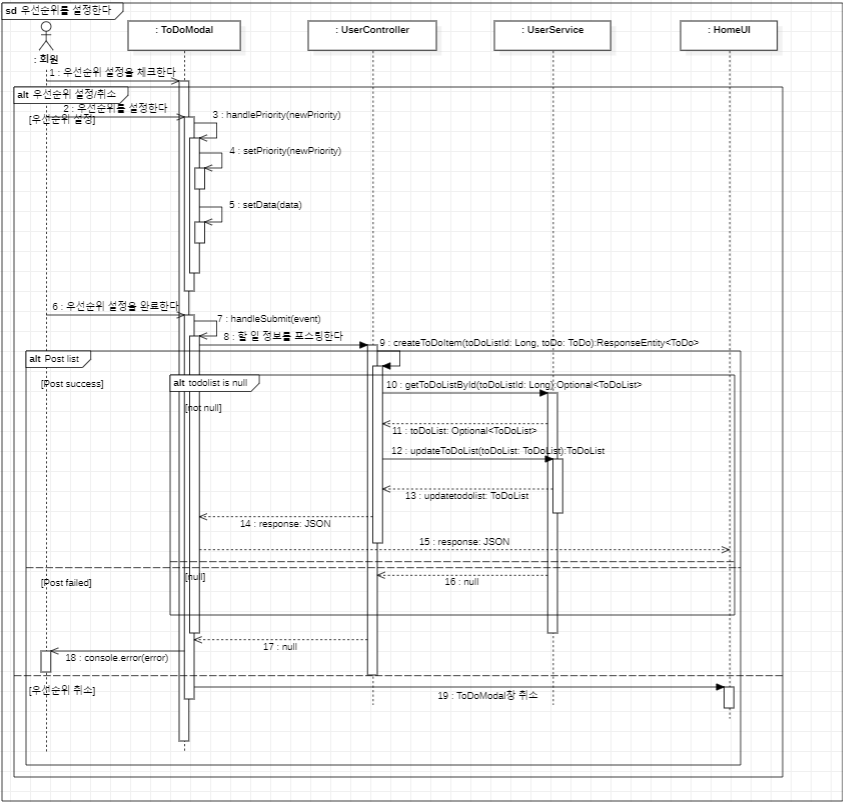 sd 우선순위를 설정한다
: 회원
: ToDoModal
: UserController
: UserService
: HomeUI
1 : 우선순위 설정을 체크한다
alt 우선순위 설정/취소
2 : 우선순위를 설정한다
[우선순위 설정]
3 : handlePriority(newPriority)
4 : setPriority(newPriority)
5 : setData(data)
6 : 우선순위 설정을 완료한다
7 : handleSubmit(event)
8 : 할 일 정보를 포스팅한다
9 : createToDoItem(toDoListId: Long, toDo: ToDo):ResponseEntity<ToDo>
alt Post list
[Post success]
alt todolist is null
10 : getToDoListById(toDoListId: Long):Optional<ToDoList>
[not null]
11 : toDoList: Optional<ToDoList>
12 : updateToDoList(toDoList: ToDoList):ToDoList
13 : updatetodolist: ToDoList
14 : response: JSON
15 : response: JSON
[null]
[Post failed]
16 : null
17 : null
18 : console.error(error)
[우선순위 취소]
19 : ToDoModal창 취소